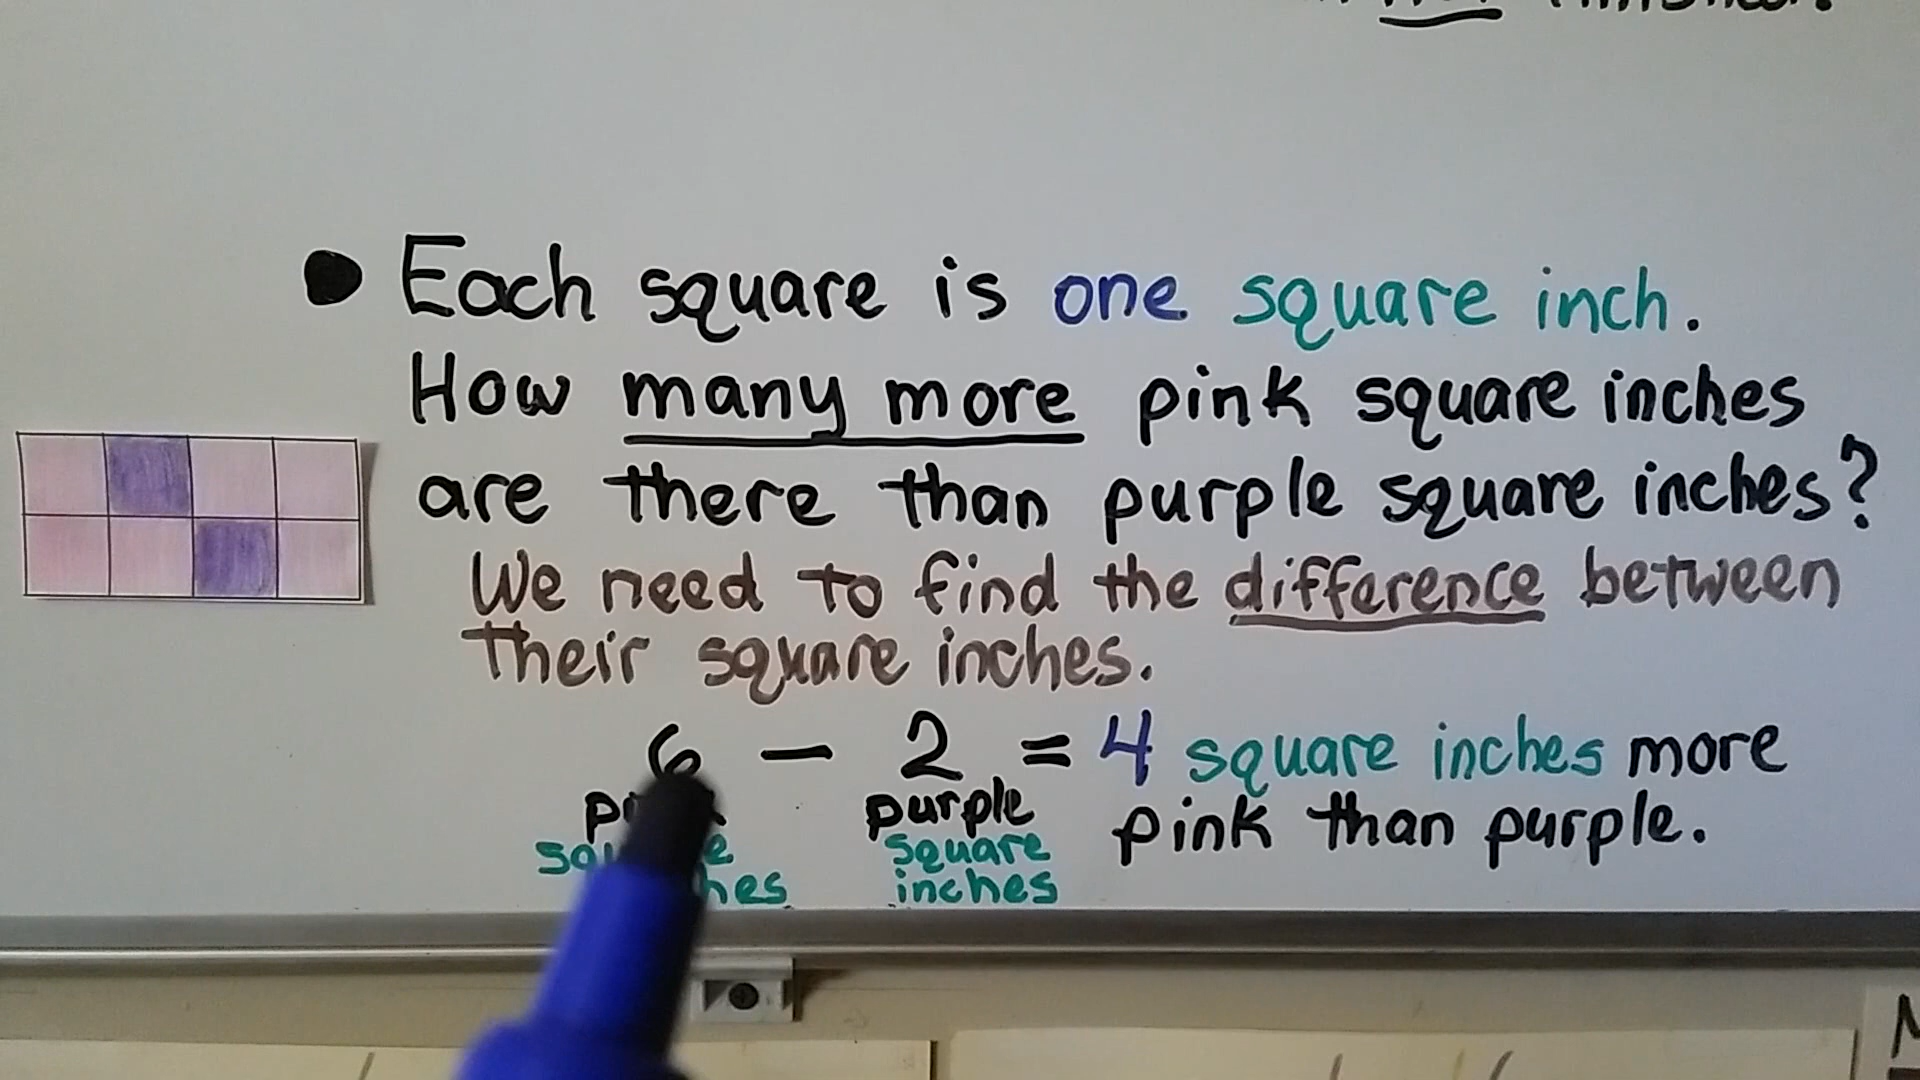 Each square is one square inch.
How many more pink square inches
are there than purple square inches?
We need to find the difference between
their square inches.
6 - 2 = 4 square inches more
purple pink than purple.
square
inches